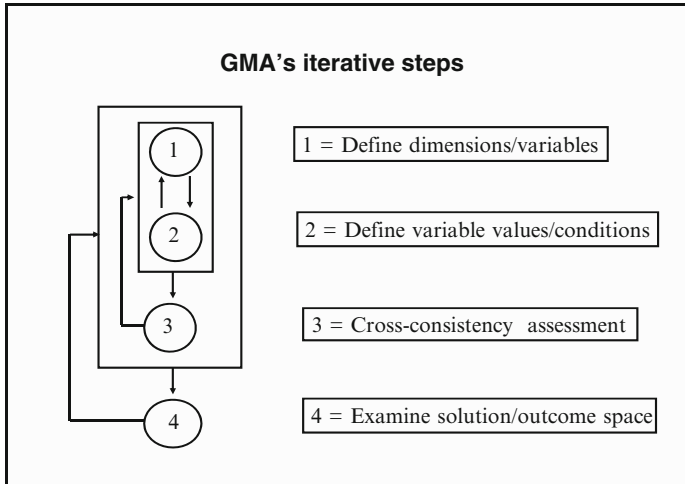 GMA's iterative steps
1
1 = Define dimensions/variables
2
2 = Define variable values/conditions
3
3 = Cross-consistency assessment
4
4 = Examine solution/outcome space